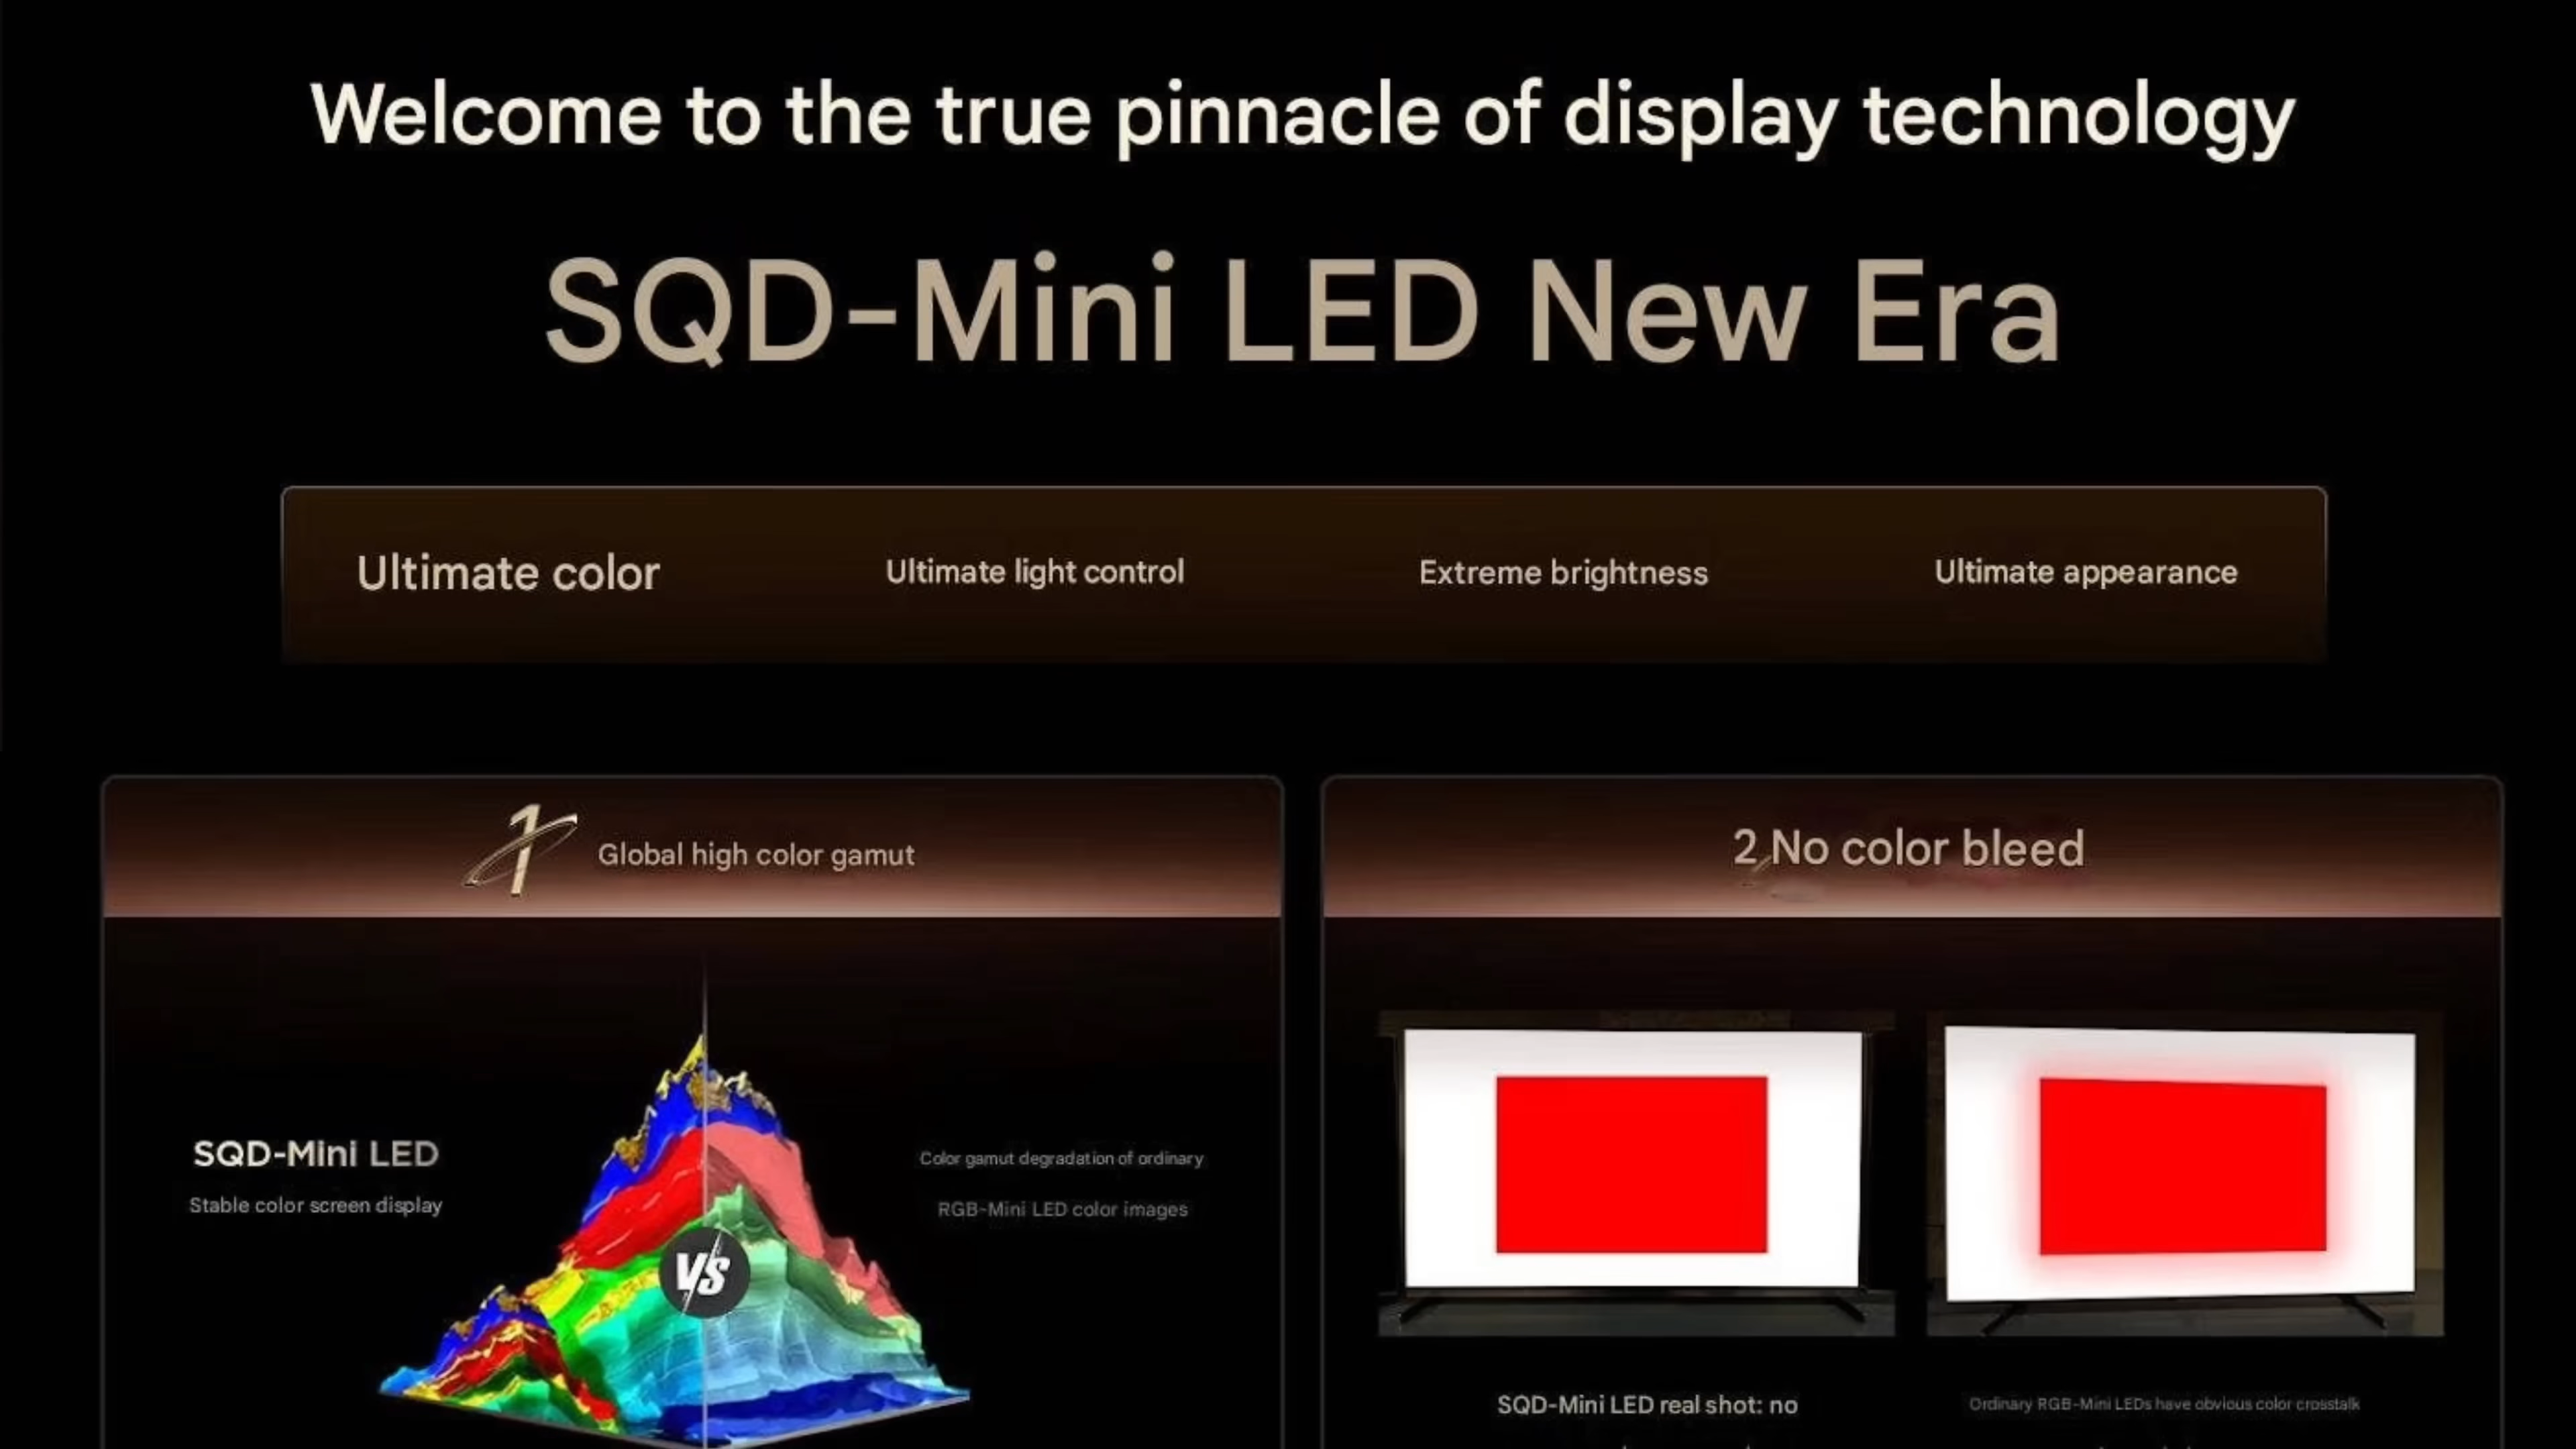 Welcome to the true pinnacle of display technology
SQD-Mini LED New Era
Ultimate color
Ultimate light control
Extreme brightness
Ultimate appearance
1 Global high color gamut
SQD-Mini LED
Stable color screen display
VS
Color gamut degradation of ordinary
RGB-Mini LED color images
2 No color bleed
SQD-Mini LED real shot: no
Ordinary RGB-Mini LEDs have obvious color crosstalk